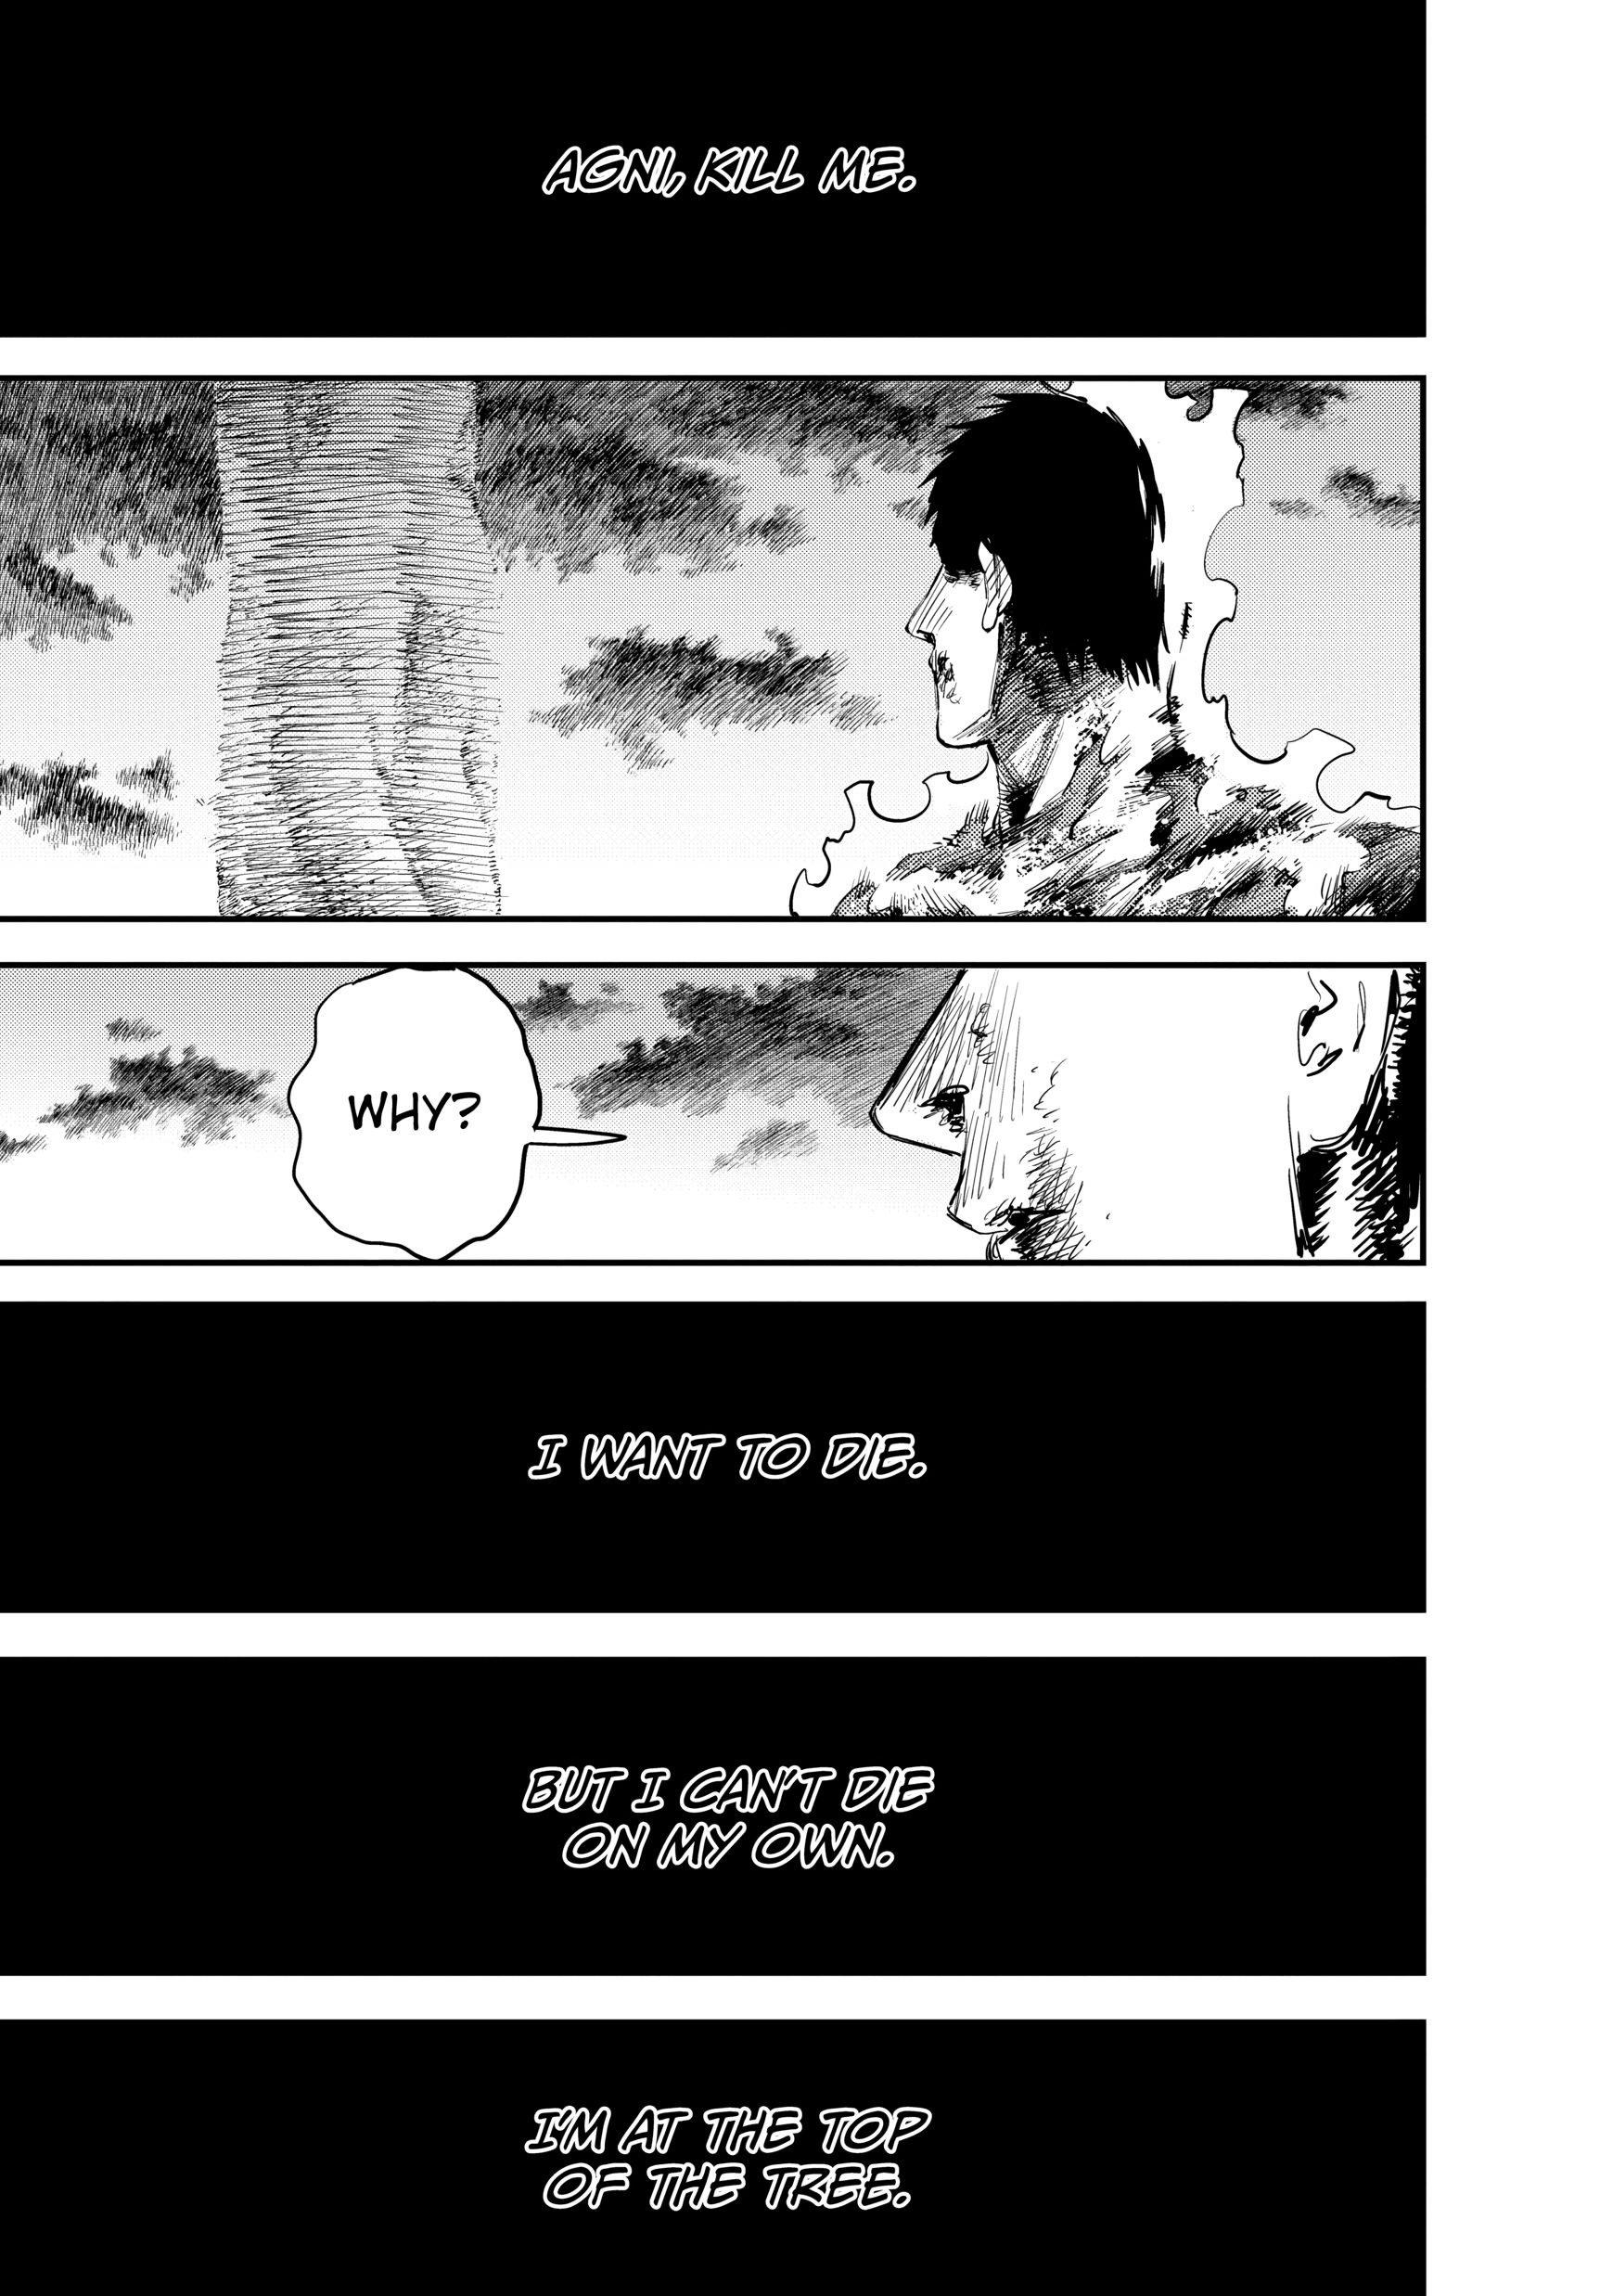 AGNI, KILL ME.
WHY?
I WANT TO DIE.
BUT I CAN'T DIE
ON MY OWN.
I'M AT THE TOP
OF THE TREE.